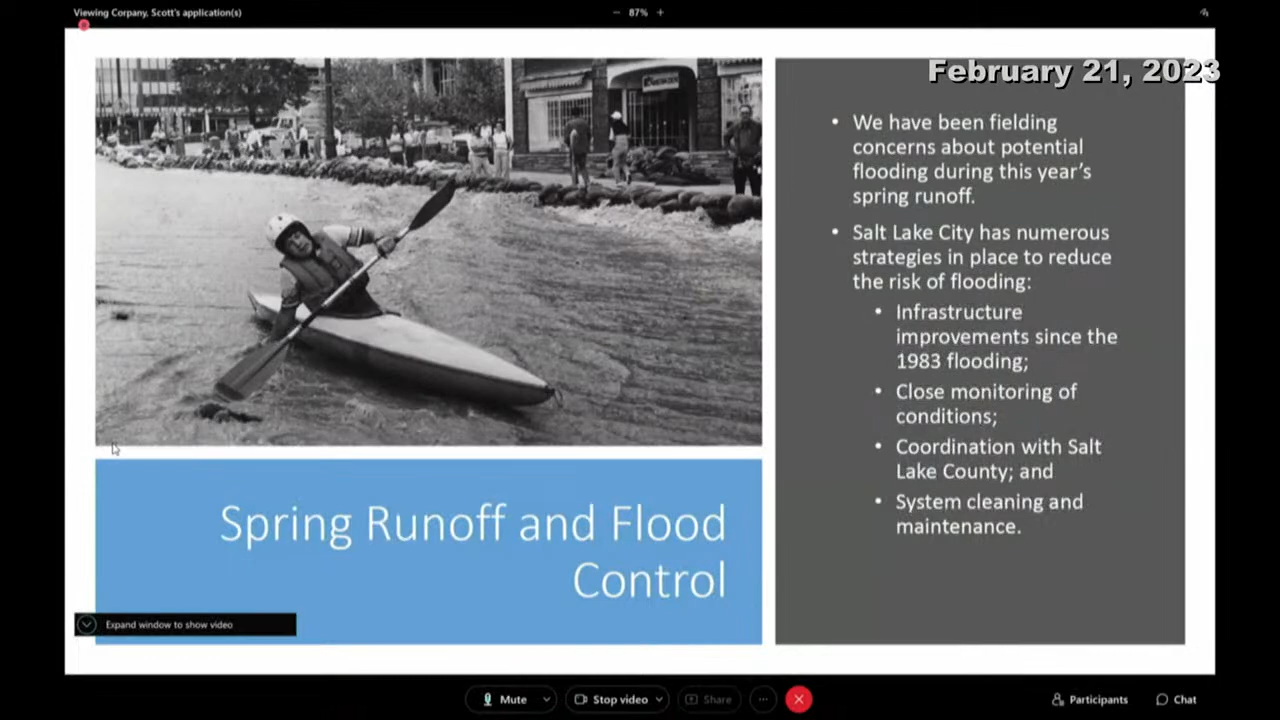 Viewing Corpany, Scott's application(s)
− 87% +
February 21, 2023
• We have been fielding
concerns about potential
flooding during this year's
spring runoff.
• Salt Lake City has numerous
strategies in place to reduce
the risk of flooding:
• Infrastructure
improvements since the
1983 flooding;
• Close monitoring of
conditions;
• Coordination with Salt
Lake County; and
• System cleaning and
maintenance.
Spring Runoff and Flood
Control
Expand window to show video
Mute
Stop video
Share
Participants
Chat